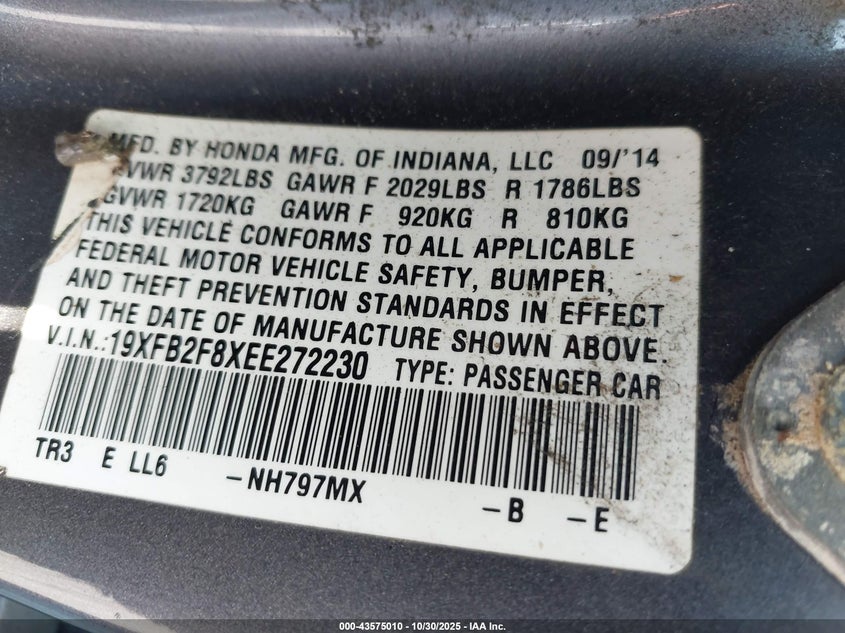 MFD. BY HONDA MFG. OF INDIANA, LLC 09/'14
GVWR 3792LBS GAWR F 2029LBS R 1786LBS
GVWR 1720KG GAWR F 920KG R 810KG
THIS VEHICLE CONFORMS TO ALL APPLICABLE
FEDERAL MOTOR VEHICLE SAFETY, BUMPER,
AND THEFT PREVENTION STANDARDS IN EFFECT
ON THE DATE OF MANUFACTURE SHOWN ABOVE.
V.I.N.:19XFB2F8XEE272230 TYPE: PASSENGER CAR
TR3 E LL6 -NH797MX -B -E
000-43575010 - 10/30/2025 - IAA Inc.